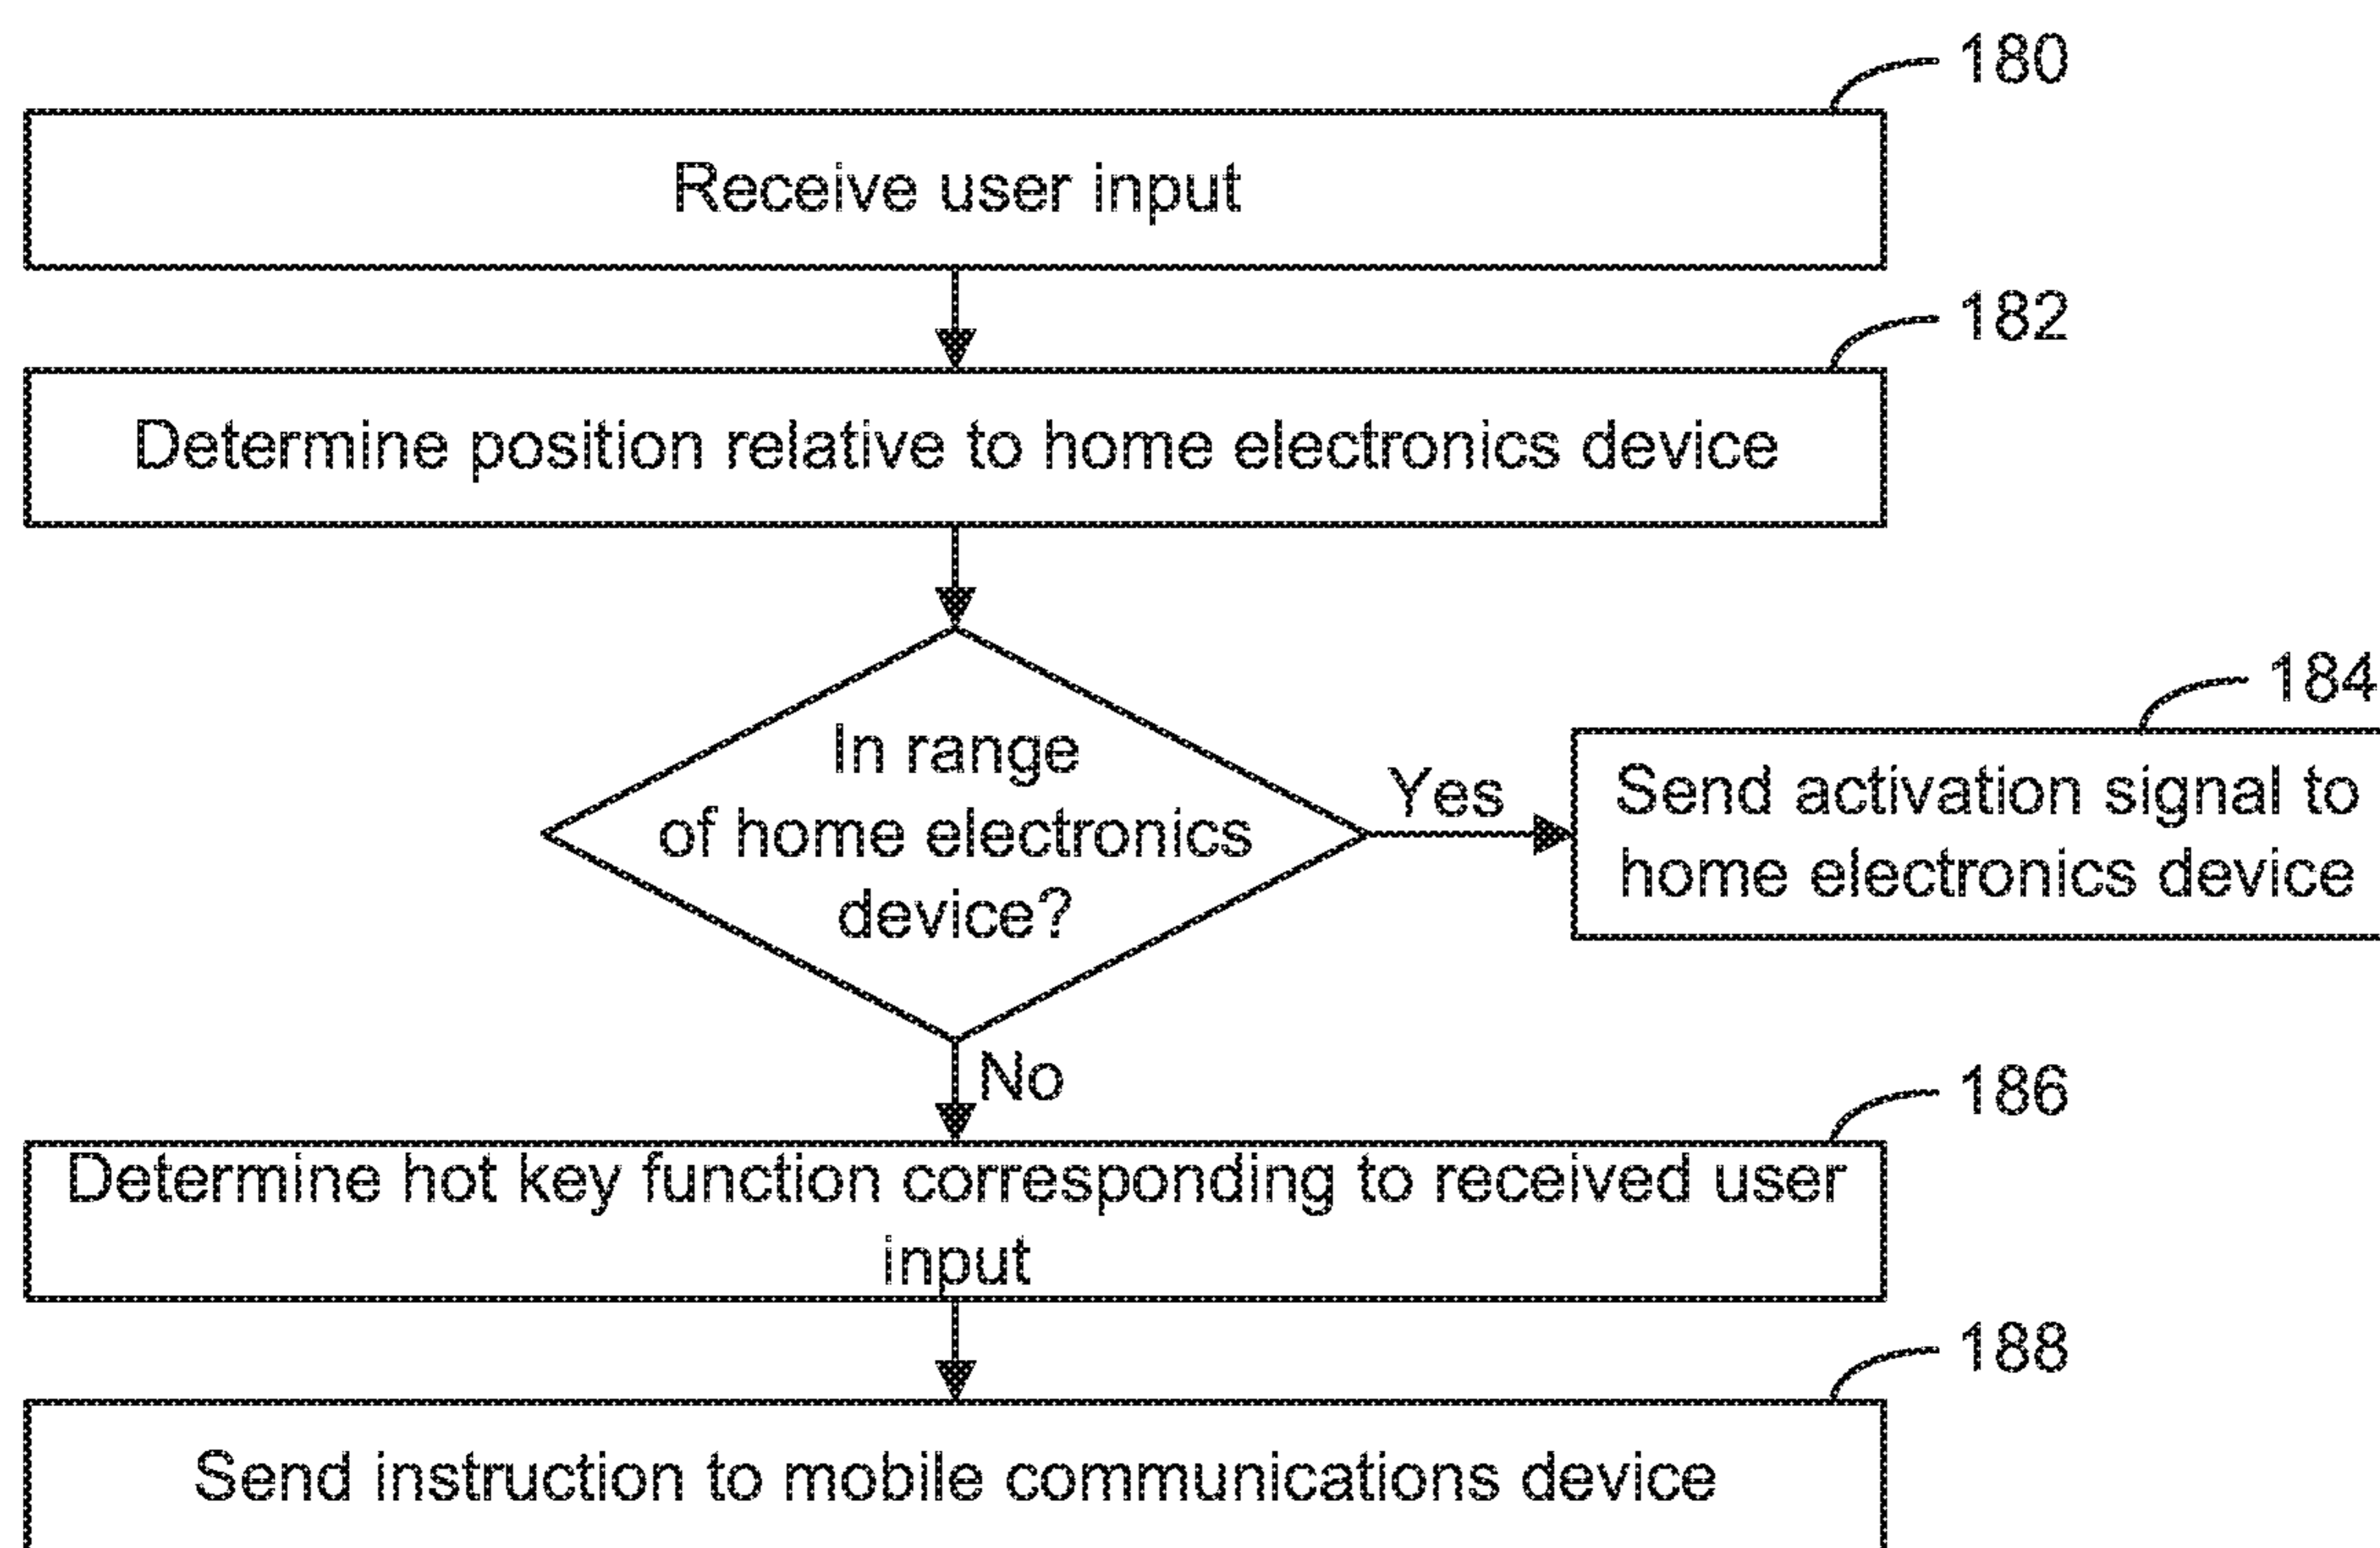 180
Receive user input
182
Determine position relative to home electronics device
In range
of home electronics
device?
Yes
184
Send activation signal to
home electronics device
No
186
Determine hot key function corresponding to received user
input
188
Send instruction to mobile communications device